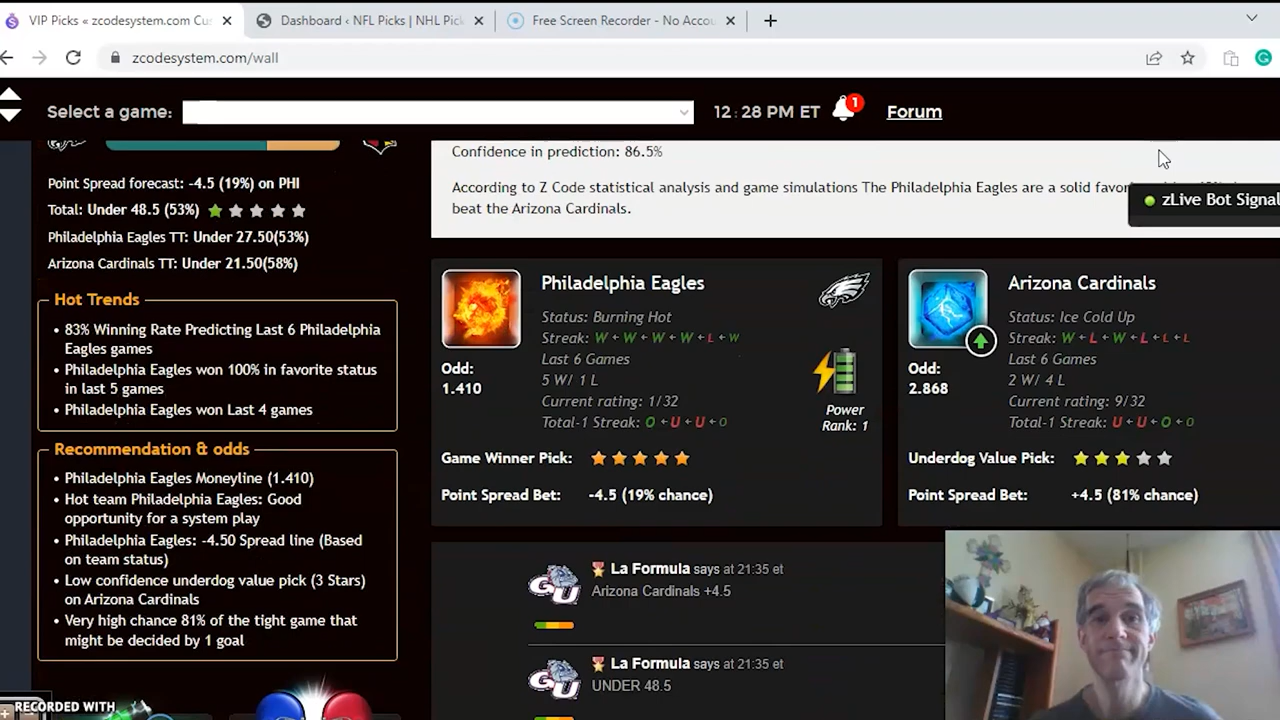 VIP Picks « zcodesystem.com Cus
Dashboard ‹ NFL Picks | NHL Pick
Free Screen Recorder - No Accou
zcodesystem.com/wall
Select a game:
12:28 PM ET
1
Forum
Point Spread forecast: -4.5 (19%) on PHI
Total: Under 48.5 (53%)
Philadelphia Eagles TT: Under 27.50(53%)
Arizona Cardinals TT: Under 21.50(58%)
Hot Trends
• 83% Winning Rate Predicting Last 6 Philadelphia
Eagles games
• Philadelphia Eagles won 100% in favorite status
in last 5 games
• Philadelphia Eagles won Last 4 games
Recommendation & odds
• Philadelphia Eagles Moneyline (1.410)
• Hot team Philadelphia Eagles: Good
opportunity for a system play
• Philadelphia Eagles: -4.50 Spread line (Based
on team status)
• Low confidence underdog value pick (3 Stars)
on Arizona Cardinals
• Very high chance 81% of the tight game that
might be decided by 1 goal
RECORDED WITH
Confidence in prediction: 86.5%
According to Z Code statistical analysis and game simulations The Philadelphia Eagles are a solid favor
beat the Arizona Cardinals.
zLive Bot Signal
Philadelphia Eagles
Status: Burning Hot
Streak: W←W←W←W←L←W
Last 6 Games
5 W/ 1 L
Current rating: 1/32
Total-1 Streak: O←U←U←O
Odd:
1.410
Power
Rank: 1
Game Winner Pick:
Point Spread Bet: -4.5 (19% chance)
Arizona Cardinals
Status: Ice Cold Up
Streak: W←L←W←L←L←L
Last 6 Games
2 W/ 4 L
Current rating: 9/32
Total-1 Streak: U←U←O←O
Odd:
2.868
Underdog Value Pick:
Point Spread Bet: +4.5 (81% chance)
GU
La Formula says at 21:35 et
Arizona Cardinals +4.5
GU
La Formula says at 21:35 et
UNDER 48.5